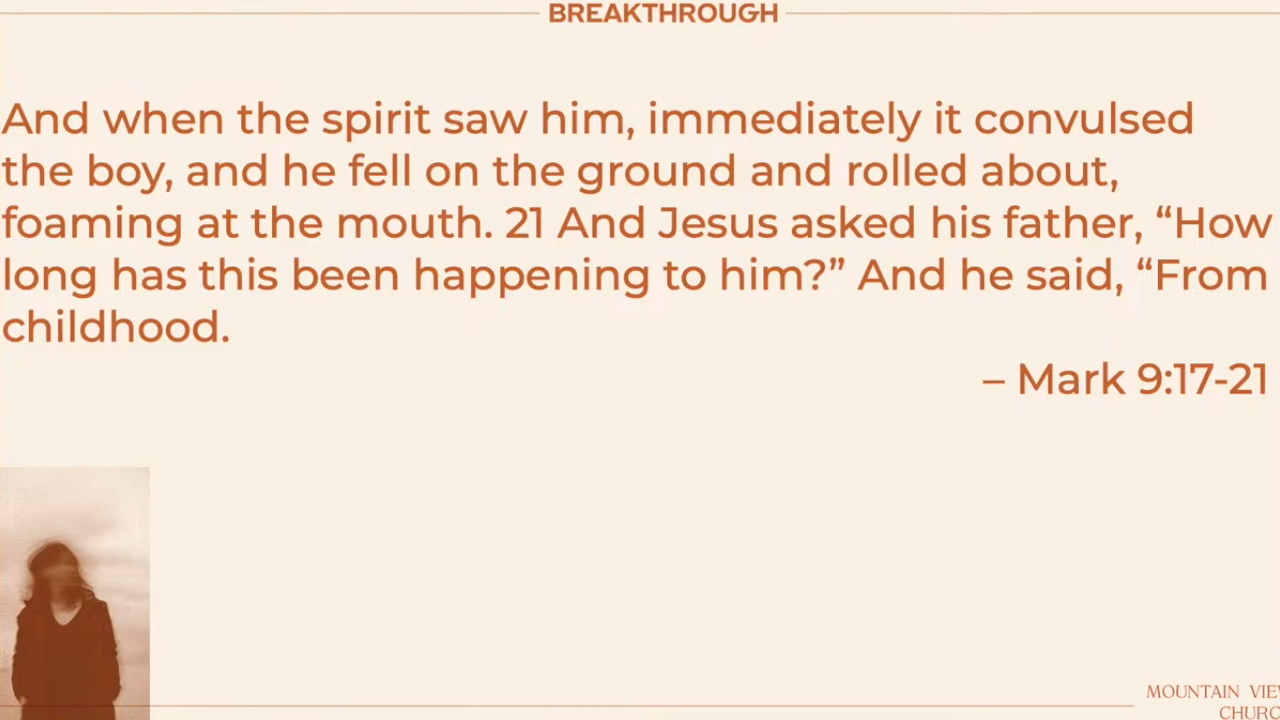 BREAKTHROUGH
And when the spirit saw him, immediately it convulsed
the boy, and he fell on the ground and rolled about,
foaming at the mouth. 21 And Jesus asked his father, “How
long has this been happening to him?” And he said, “From
childhood.
– Mark 9:17-21
MOUNTAIN VIEW
CHURC